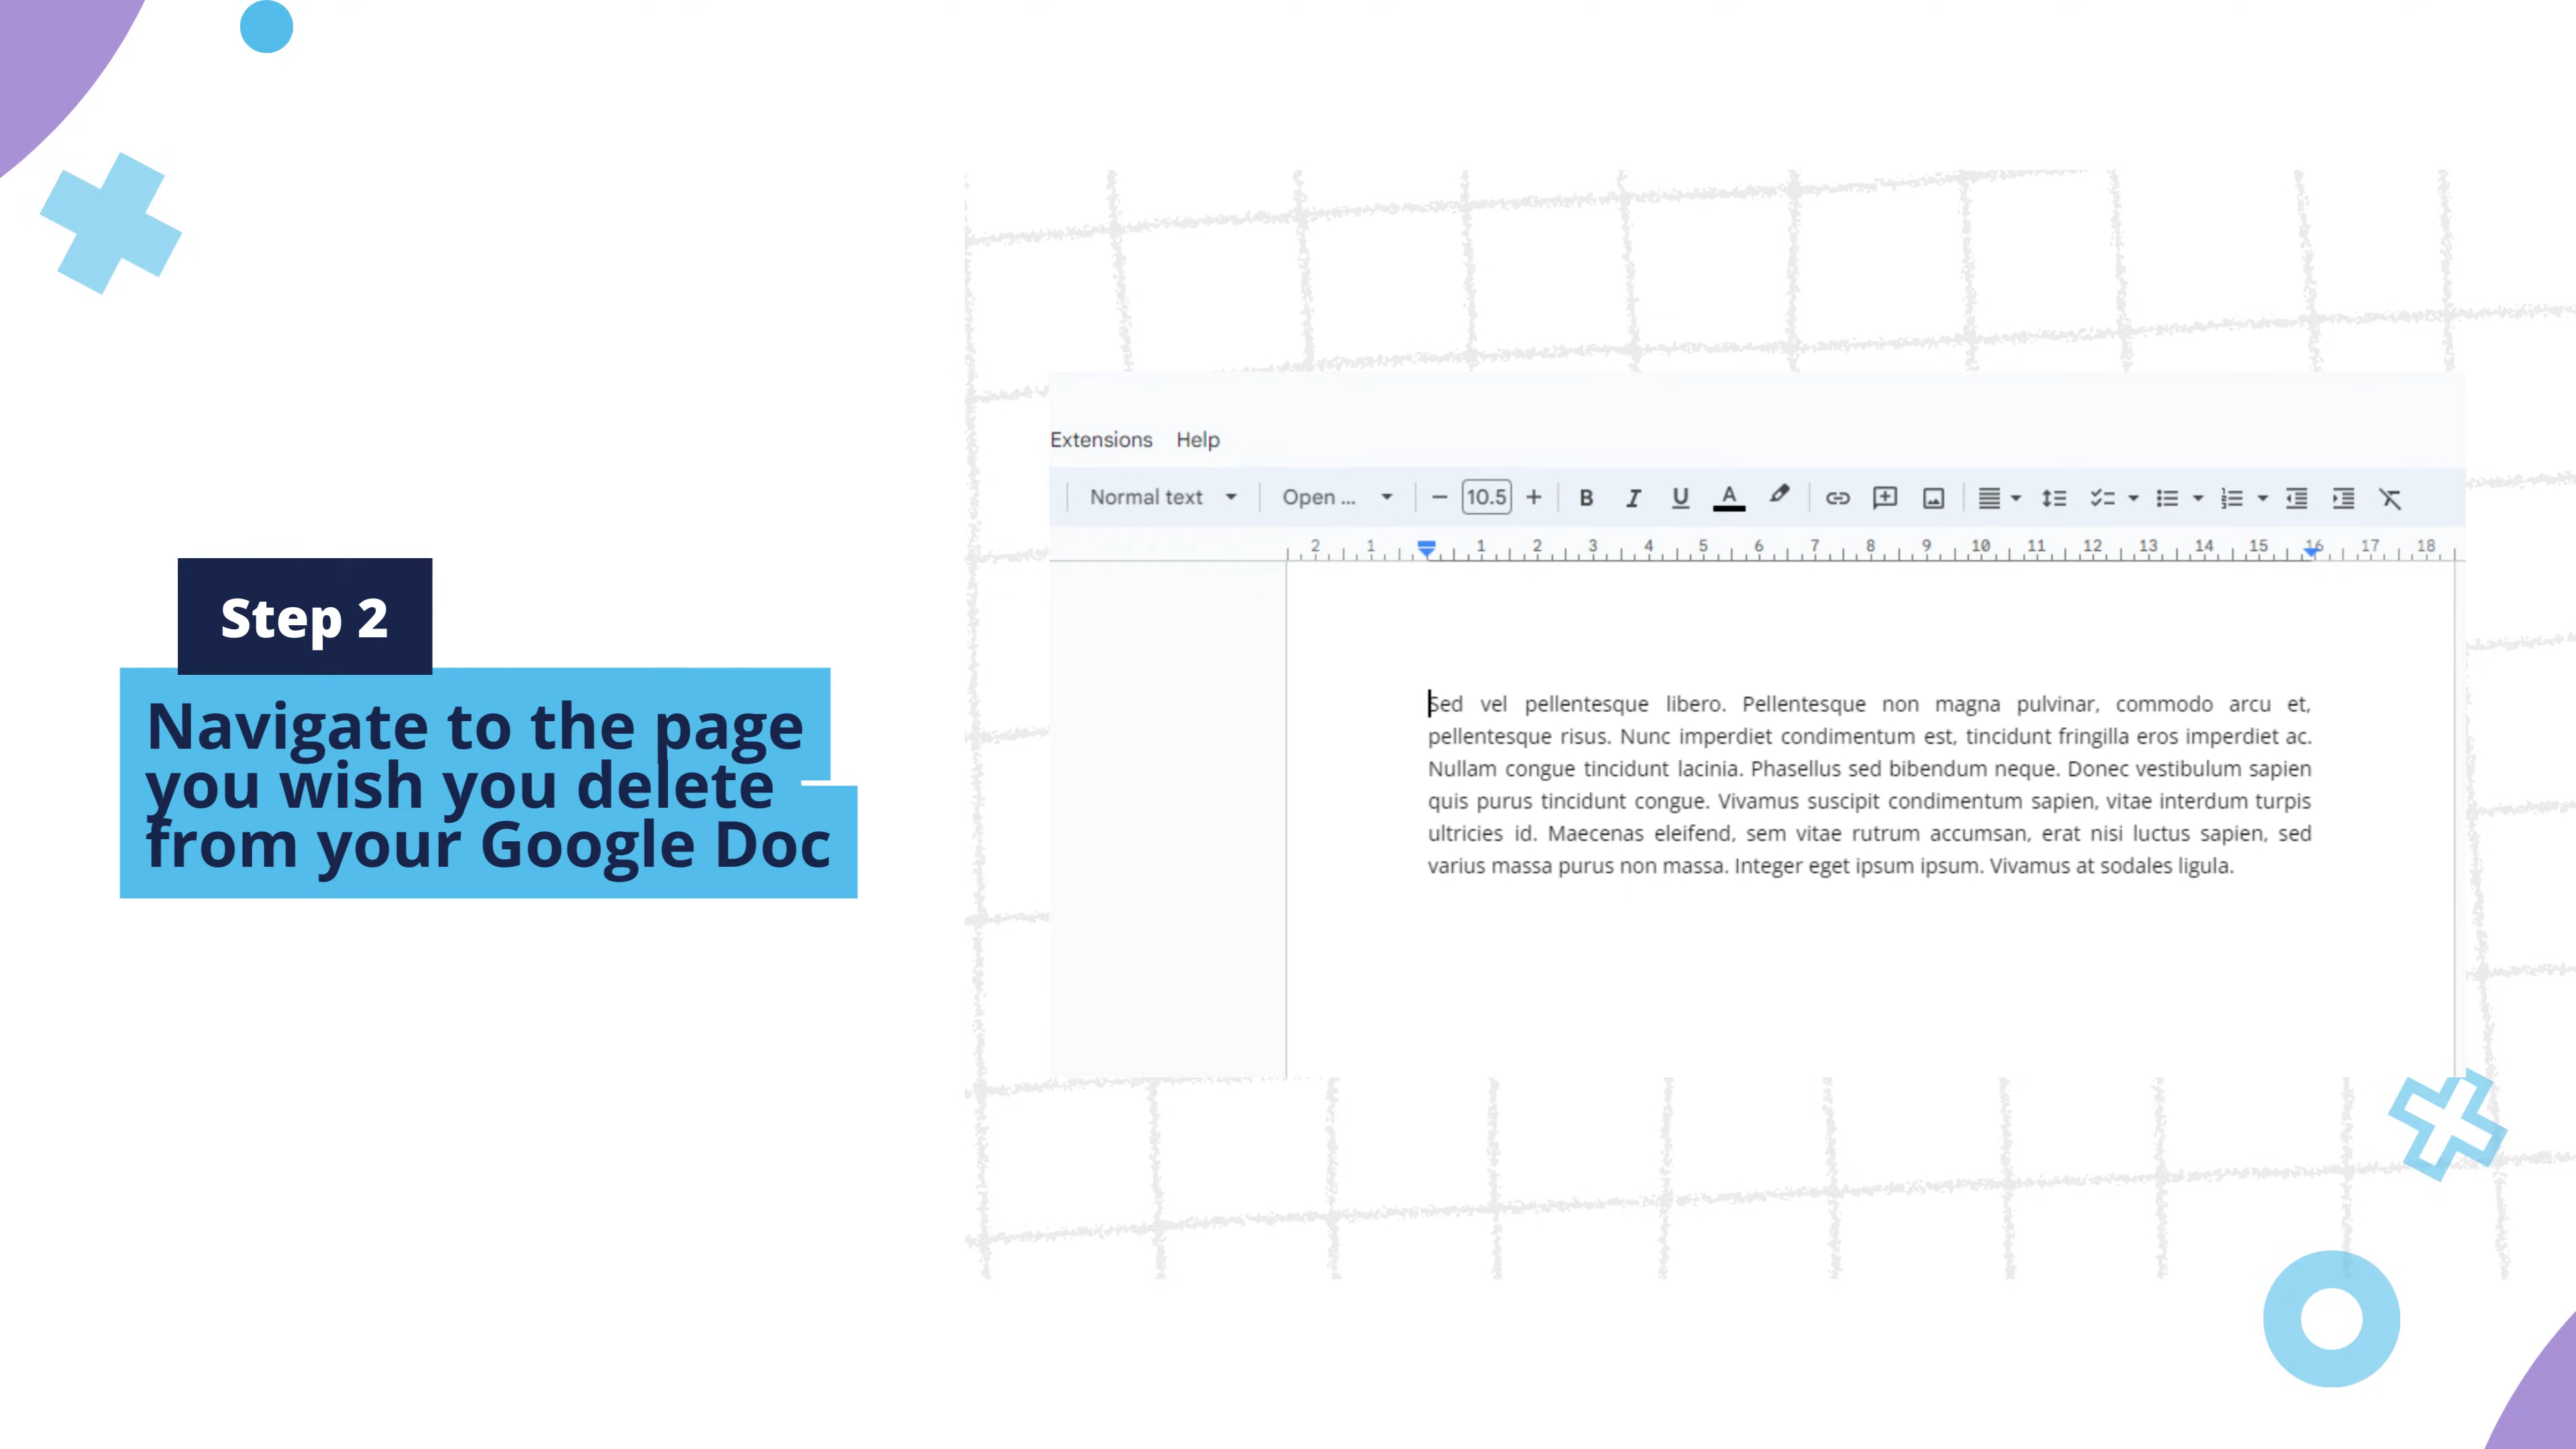 Step 2
Navigate to the page
you wish you delete
from your Google Doc
Extensions Help
Normal text Open ... 10.5 B I U A
2 1 1 2 3 4 5 6 7 8 9 10 11 12 13 14 15 16 17 18
Sed vel pellentesque libero. Pellentesque non magna pulvinar, commodo arcu et,
pellentesque risus. Nunc imperdiet condimentum est, tincidunt fringilla eros imperdiet ac.
Nullam congue tincidunt lacinia. Phasellus sed bibendum neque. Donec vestibulum sapien
quis purus tincidunt congue. Vivamus suscipit condimentum sapien, vitae interdum turpis
ultricies id. Maecenas eleifend, sem vitae rutrum accumsan, erat nisi luctus sapien, sed
varius massa purus non massa. Integer eget ipsum ipsum. Vivamus at sodales ligula.